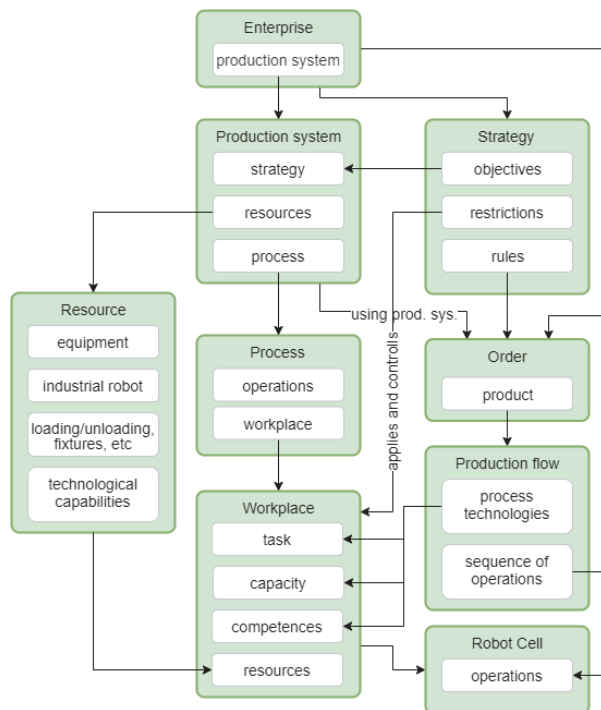 Enterprise
production system
Production system
strategy
resources
process
Strategy
objectives
restrictions
rules
using prod. sys.
applies and controlls
Resource
equipment
industrial robot
loading/unloading,
fixtures, etc
technological
capabilities
Process
operations
workplace
Order
product
Production flow
process
technologies
sequence of
operations
Workplace
task
capacity
competences
resources
Robot Cell
operations